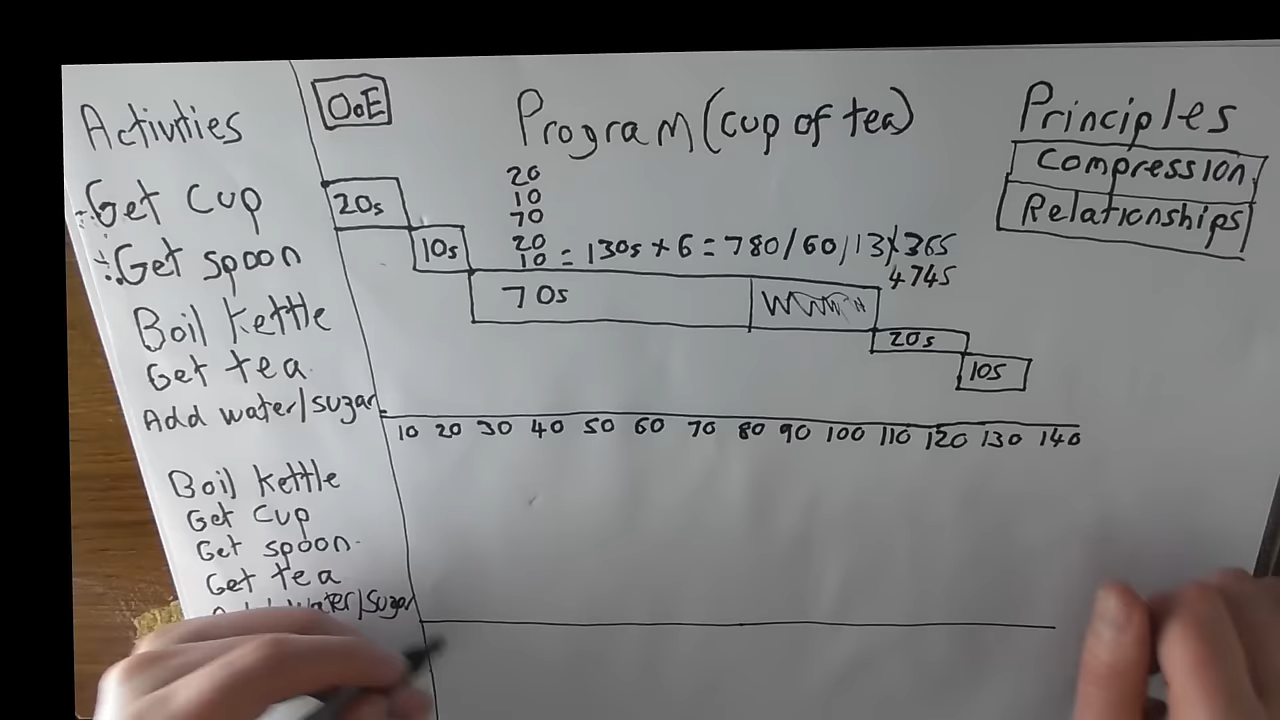 Activities
OoE
Program (cup of tea)
Principles
Compression
Relationships
Get cup
20s
Get spoon
10s
20
10
70
20
10 = 130s × 6 = 780/60/13 × 365
4745
Boil Kettle
70s
Get tea
20s
Add water/sugar
10s
10 20 30 40 50 60 70 80 90 100 110 120 130 140
Boil Kettle
Get cup
Get spoon
Get tea
water/sugar